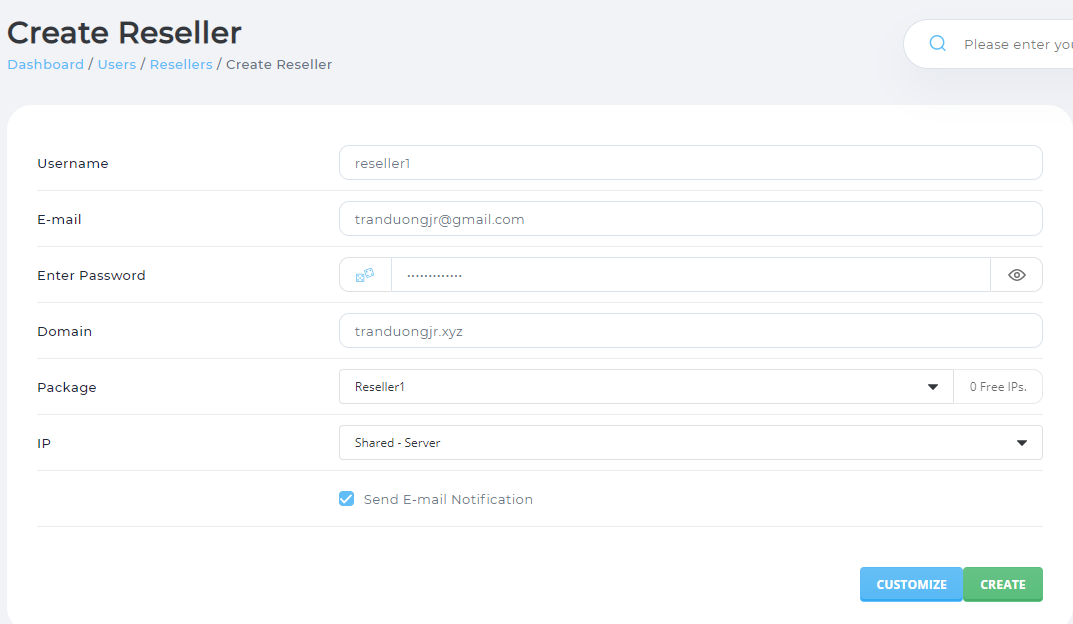 Create Reseller
Dashboard / Users / Resellers / Create Reseller
Please enter
Username
reseller1
E-mail
tranduongjr@gmail.com
Enter Password
Domain
tranduongjr.xyz
Package
Reseller1
0 Free IPs.
IP
Shared - Server
Send E-mail Notification
CUSTOMIZE
CREATE